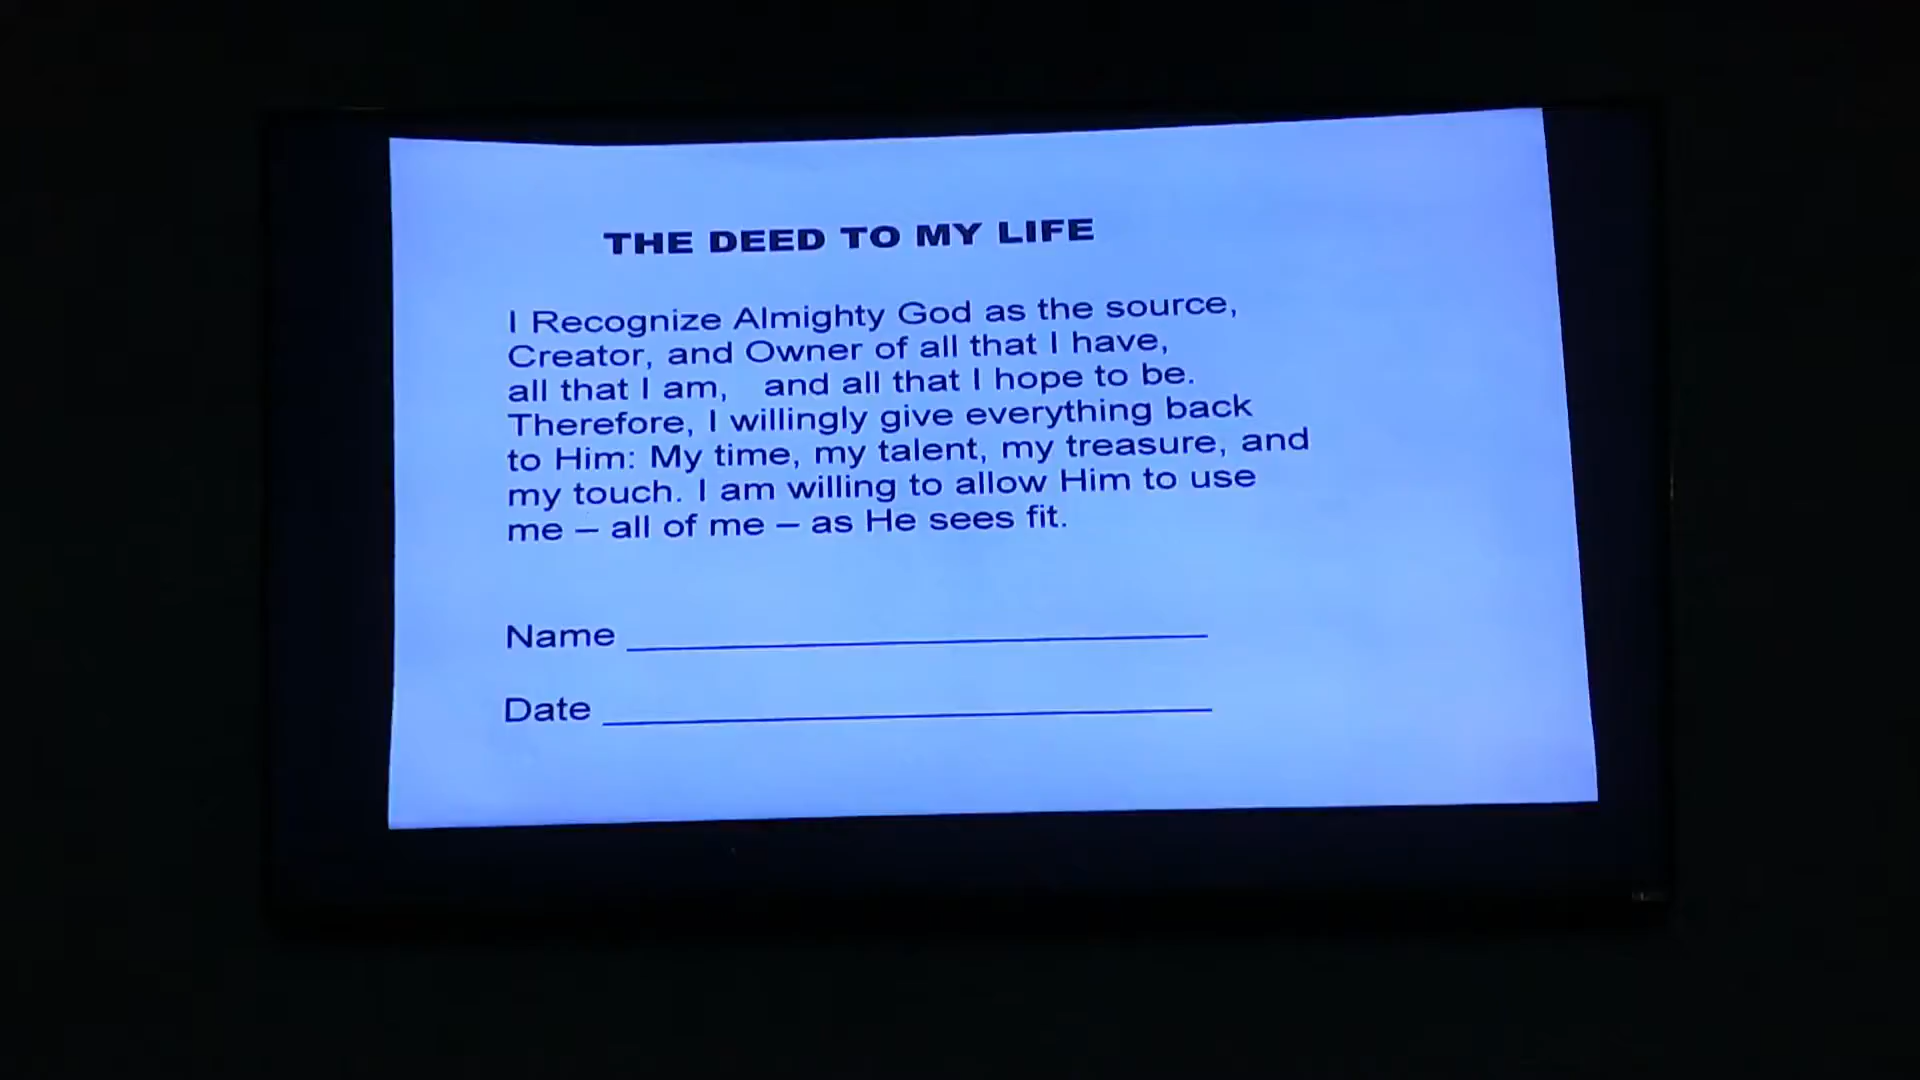 THE DEED TO MY LIFE
I Recognize Almighty God as the source,
Creator, and Owner of all that I have,
all that I am, and all that I hope to be.
Therefore, I willingly give everything back
to Him: My time, my talent, my treasure, and
my touch. I am willing to allow Him to use
me – all of me – as He sees fit.
Name ____________________
Date ____________________